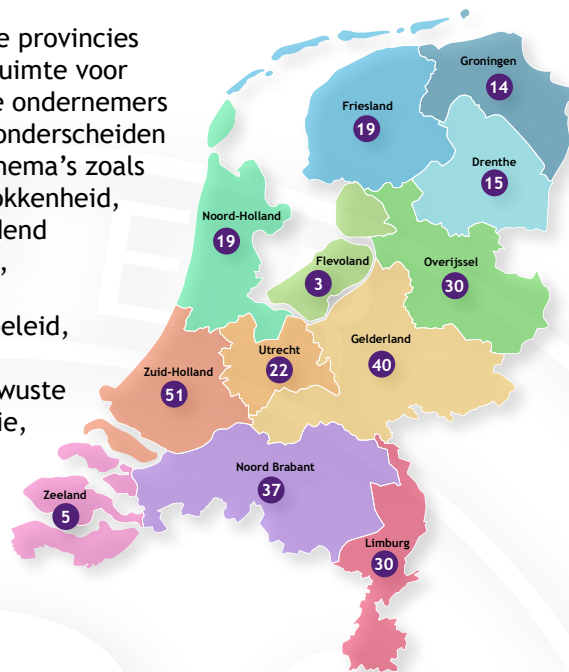 e provincies
uimte voor
e ondernemers
onderscheiden
hema's zoals
okkenheid,
dend
,
eleid,
wuste
ie,
Groningen
14
Friesland
19
Drenthe
15
Noord-Holland
19
Flevoland
3
Overijssel
30
Gelderland
40
Utrecht
22
Zuid-Holland
51
Noord Brabant
37
Zeeland
5
Limburg
30